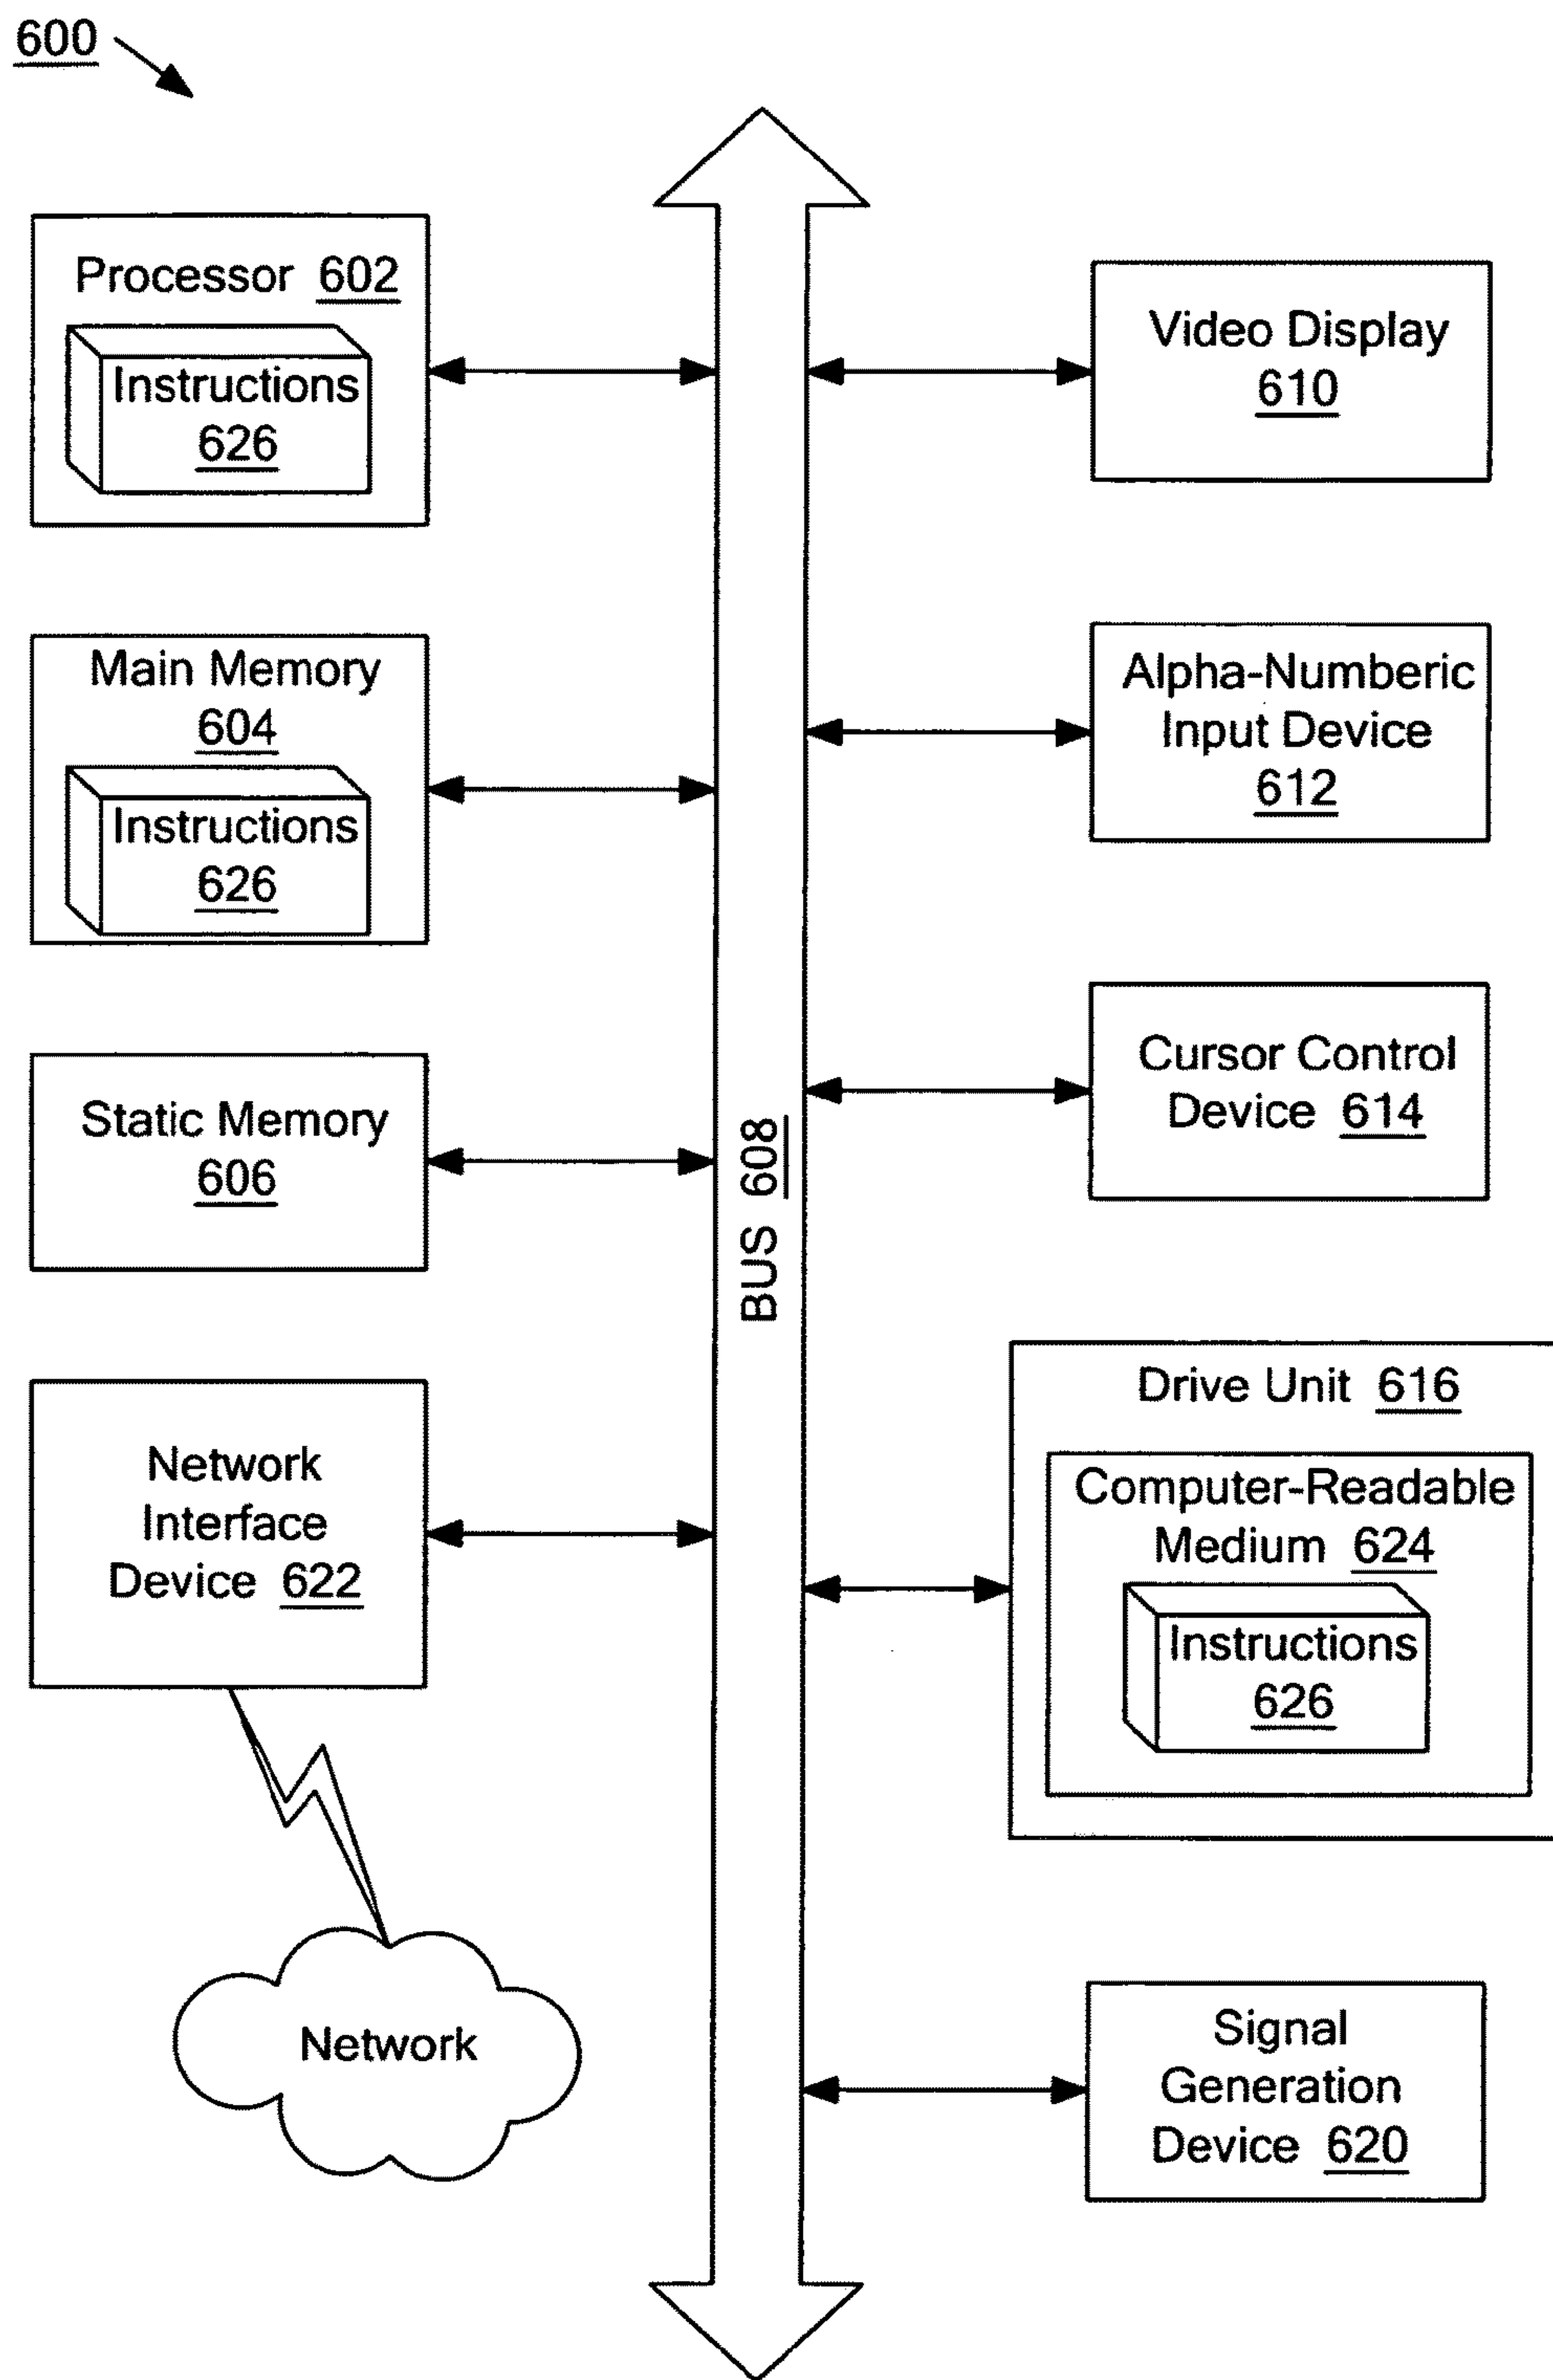 600
Processor 602
Instructions
626
Main Memory
604
Instructions
626
Static Memory
606
Network
Interface
Device 622
Network
BUS 608
Video Display
610
Alpha-Numberic
Input Device
612
Cursor Control
Device 614
Drive Unit 616
Computer-Readable
Medium 624
Instructions
626
Signal
Generation
Device 620